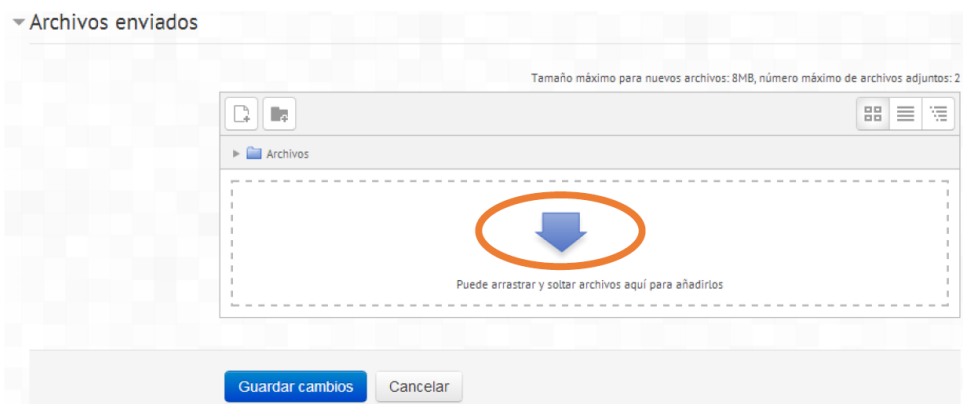 Archivos enviados
Tamaño máximo para nuevos archivos: 8MB, número máximo de archivos adjuntos: 2
Archivos
Puede arrastrar y soltar archivos aquí para añadirlos
Guardar cambios
Cancelar